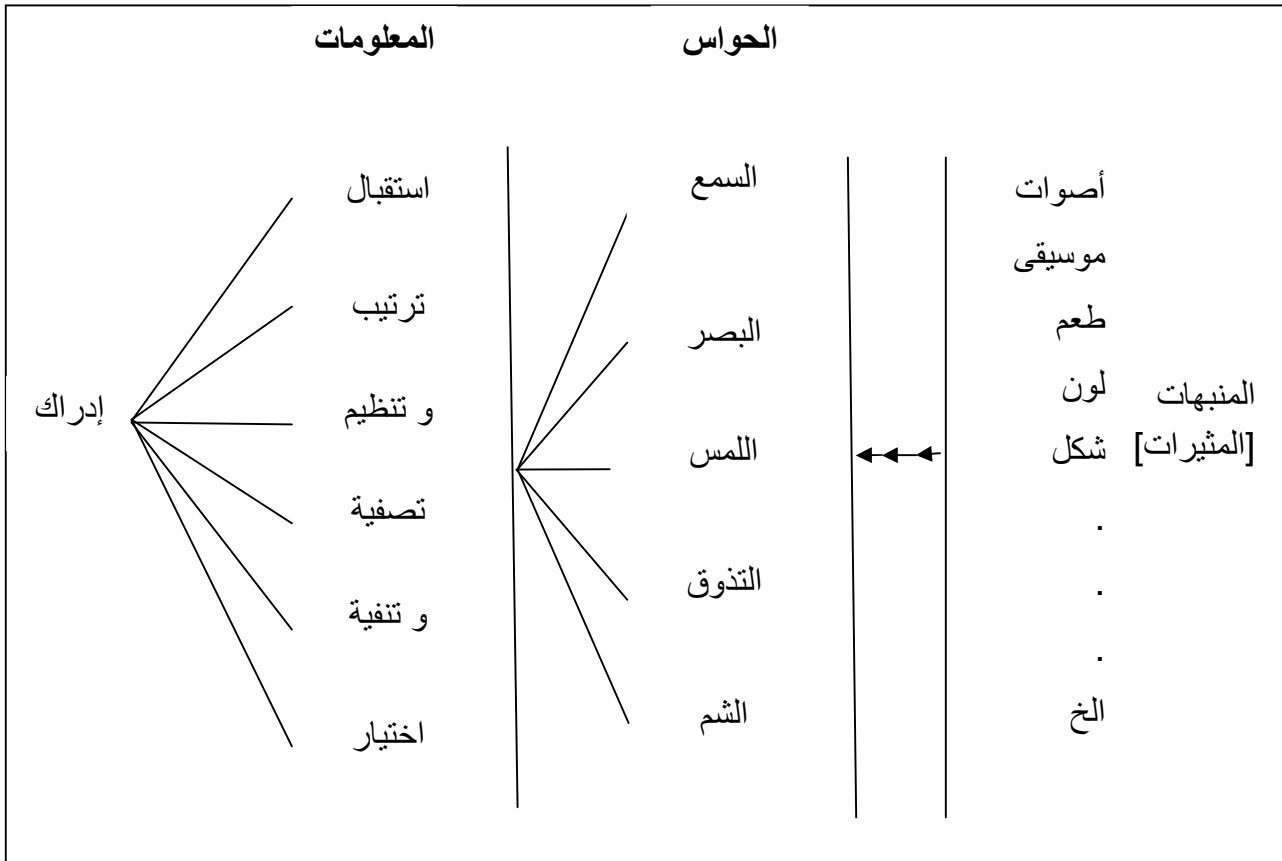 الحواس
المعلومات
المنبهات
[المثيرات]
أصوات
موسيقى
طعم
لون
شكل
.
.
.
الخ
السمع
البصر
اللمس
التذوق
الشم
استقبال
ترتيب
و تنظيم
تصفية
و تنفية
اختيار
إدراك